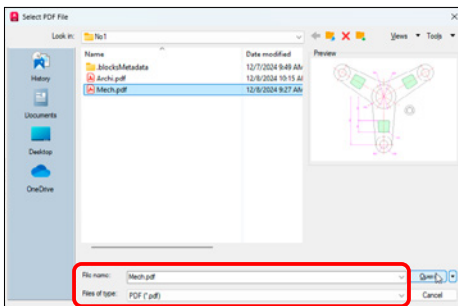 Select PDF File
Look in: No1
Views Tools
Name Date modified Preview
.blocksMetadata 12/7/2024 9:49 AM
Archi.pdf 12/8/2024 10:15 A
Mech.pdf 12/8/2024 9:27 AM
History
Documents
Desktop
OneDrive
File name: Mech.pdf Open
Files of type: PDF (*.pdf) Cancel